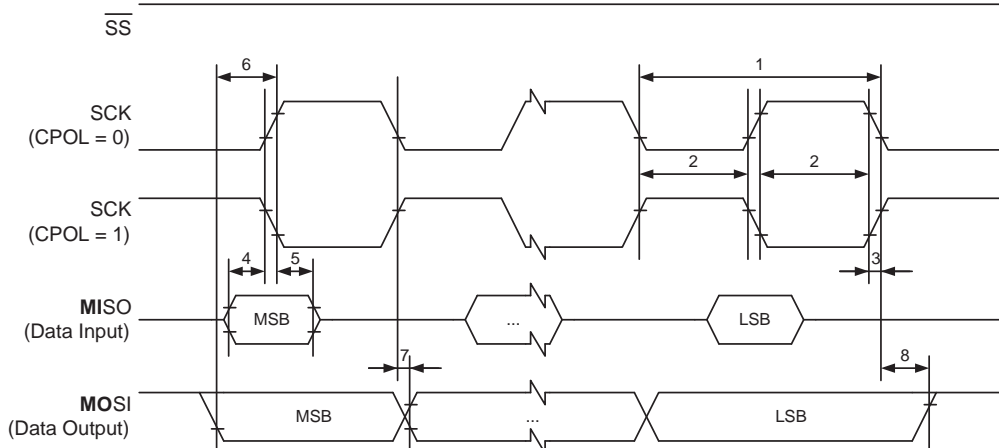 SS
6
1
SCK
(CPOL = 0)
2
2
SCK
(CPOL = 1)
4
5
3
MISO
(Data Input)
MSB
...
LSB
7
8
MOSI
(Data Output)
MSB
...
LSB